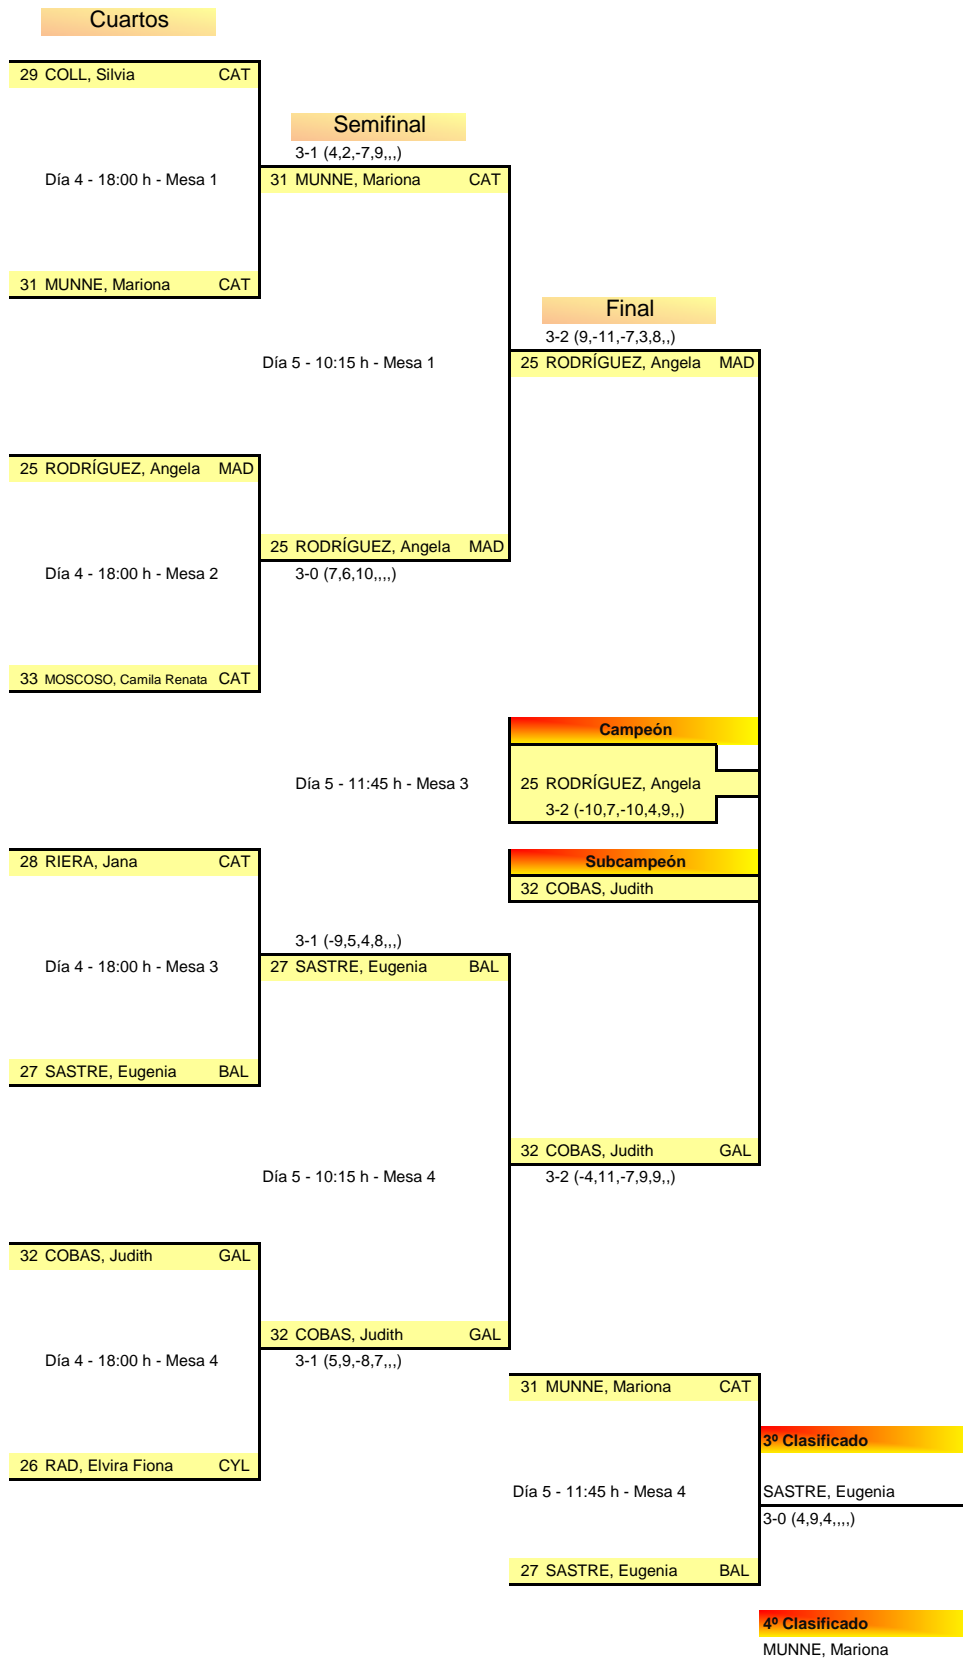 Cuartos
29 COLL, Silvia CAT
Semifinal
3-1 (4,2,-7,9,,,)
Día 4 - 18:00 h - Mesa 1
31 MUNNE, Mariona CAT
31 MUNNE, Mariona CAT
Final
3-2 (9,-11,-7,3,8,,)
Día 5 - 10:15 h - Mesa 1
25 RODRÍGUEZ, Angela MAD
25 RODRÍGUEZ, Angela MAD
25 RODRÍGUEZ, Angela MAD
Día 4 - 18:00 h - Mesa 2
3-0 (7,6,10,,,,)
33 MOSCOSO, Camila Renata CAT
Campeón
Día 5 - 11:45 h - Mesa 3
25 RODRÍGUEZ, Angela
3-2 (-10,7,-10,4,9,,)
28 RIERA, Jana CAT
Subcampeón
32 COBAS, Judith
3-1 (-9,5,4,8,,,)
Día 4 - 18:00 h - Mesa 3
27 SASTRE, Eugenia BAL
27 SASTRE, Eugenia BAL
32 COBAS, Judith GAL
Día 5 - 10:15 h - Mesa 4
3-2 (-4,11,-7,9,9,,)
32 COBAS, Judith GAL
32 COBAS, Judith GAL
Día 4 - 18:00 h - Mesa 4
3-1 (5,9,-8,7,,,)
31 MUNNE, Mariona CAT
3º Clasificado
26 RAD, Elvira Fiona CYL
Día 5 - 11:45 h - Mesa 4
SASTRE, Eugenia
3-0 (4,9,4,,,,)
27 SASTRE, Eugenia BAL
4º Clasificado
MUNNE, Mariona